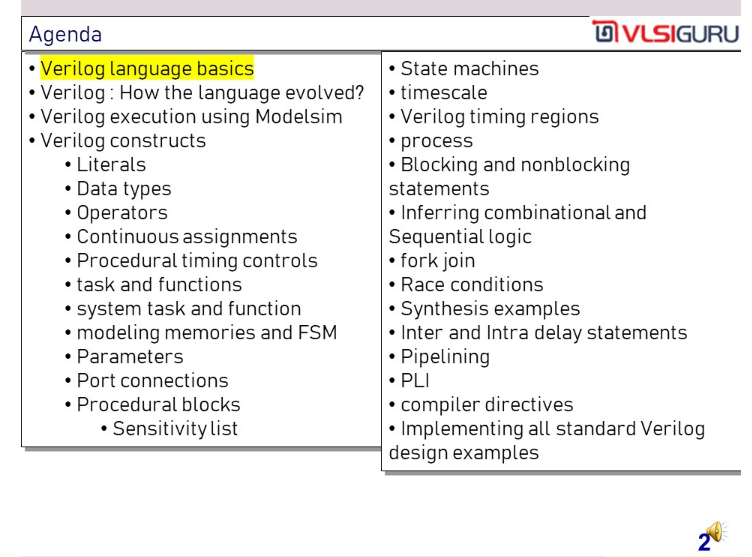 Agenda
VLSIGURU
• Verilog language basics
• Verilog : How the language evolved?
• Verilog execution using Modelsim
• Verilog constructs
• Literals
• Data types
• Operators
• Continuous assignments
• Procedural timing controls
• task and functions
• system task and function
• modeling memories and FSM
• Parameters
• Port connections
• Procedural blocks
• Sensitivity list
• State machines
• timescale
• Verilog timing regions
• process
• Blocking and nonblocking
statements
• Inferring combinational and
Sequential logic
• fork join
• Race conditions
• Synthesis examples
• Inter and Intra delay statements
• Pipelining
• PLI
• compiler directives
• Implementing all standard Verilog
design examples
2